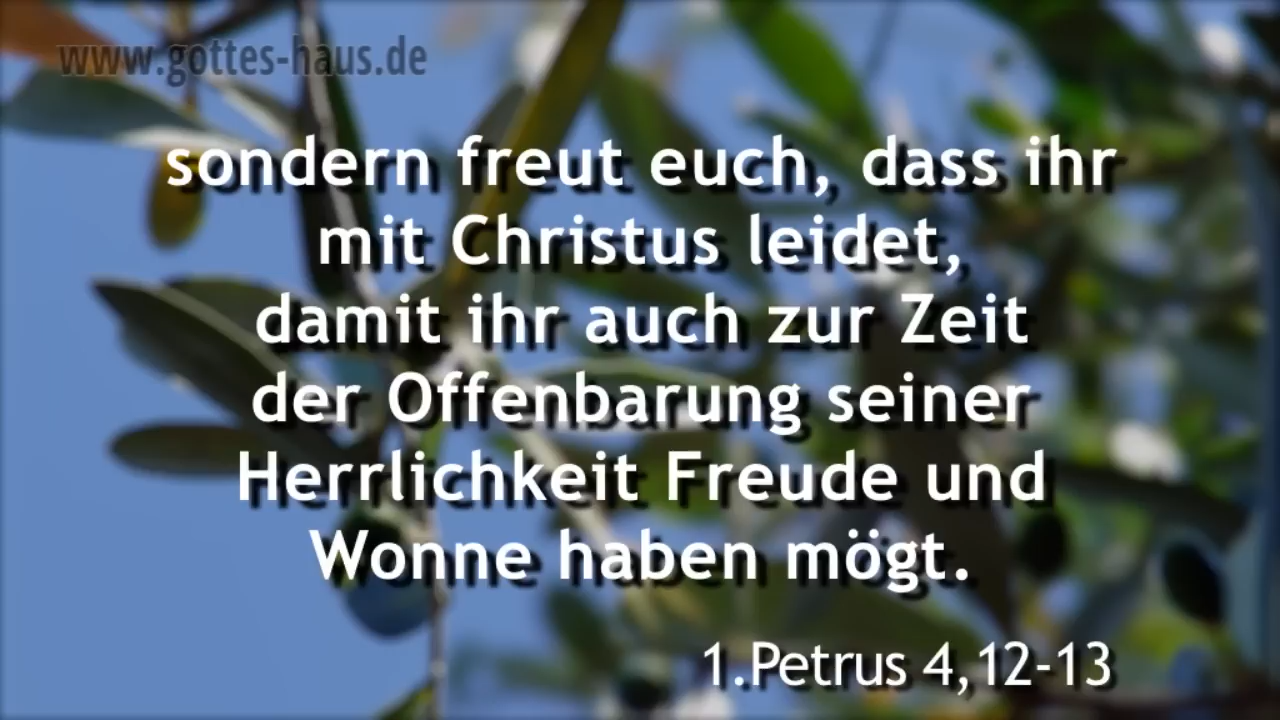 www.gottes-haus.de
sondern freut euch, dass ihr
mit Christus leidet,
damit ihr auch zur Zeit
der Offenbarung seiner
Herrlichkeit Freude und
Wonne haben mögt.
1.Petrus 4,12-13